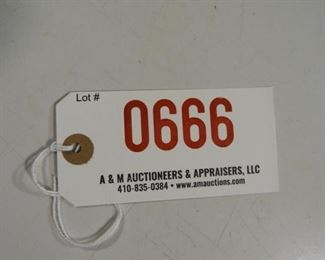 Lot #
0666
A & M AUCTIONEERS & APPRAISERS, LLC
410-835-0384 • www.amauctions.com